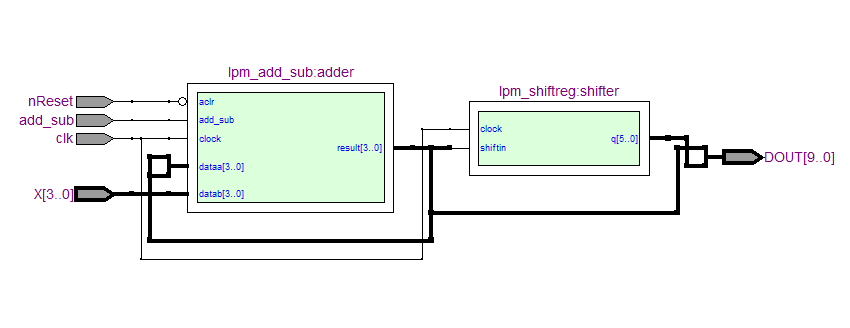 lpm_add_sub:adder
lpm_shiftreg:shifter
nReset
add_sub
clk
X[3..0]
aclr
add_sub
clock
dataa[3..0]
datab[3..0]
result[3..0]
clock
shiftin
q[5..0]
DOUT[9..0]